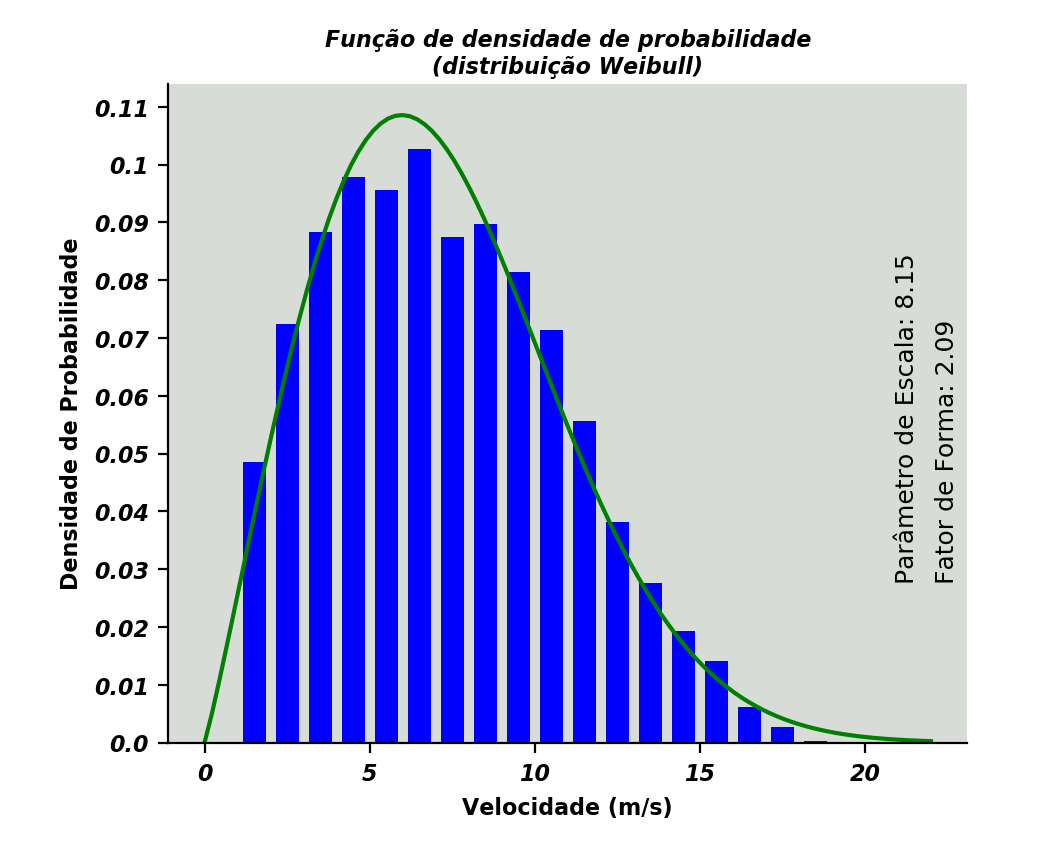 Função de densidade de probabilidade
(distribuição Weibull)
Densidade de Probabilidade
0.11
0.1
0.09
0.08
0.07
0.06
0.05
0.04
0.03
0.02
0.01
0.0
0 5 10 15 20
Velocidade (m/s)
Parâmetro de Escala: 8.15
Fator de Forma: 2.09